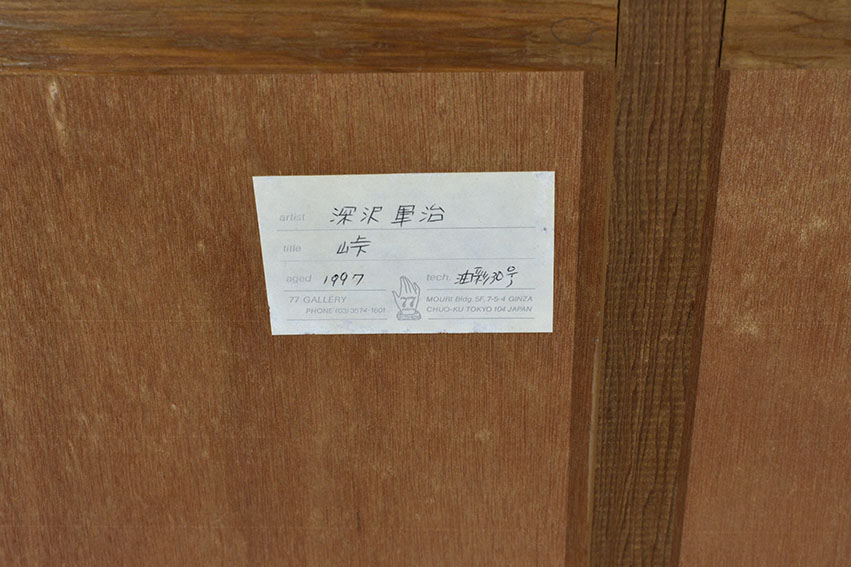 artist 深沢軍治
title 峠
aged 1997 tech. 油彩30号
77 GALLERY
PHONE (03) 3574-1601
77
MOURI Bldg. 5F, 7-5-4 GINZA
CHUO-KU TOKYO 104 JAPAN